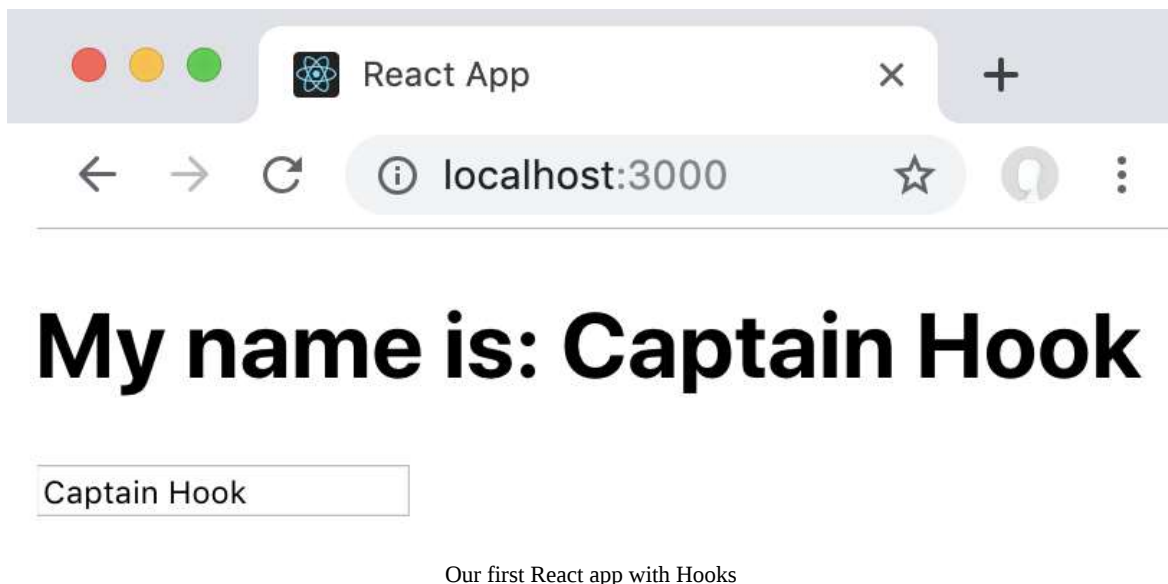 React App
localhost:3000
My name is: Captain Hook
Captain Hook
Our first React app with Hooks